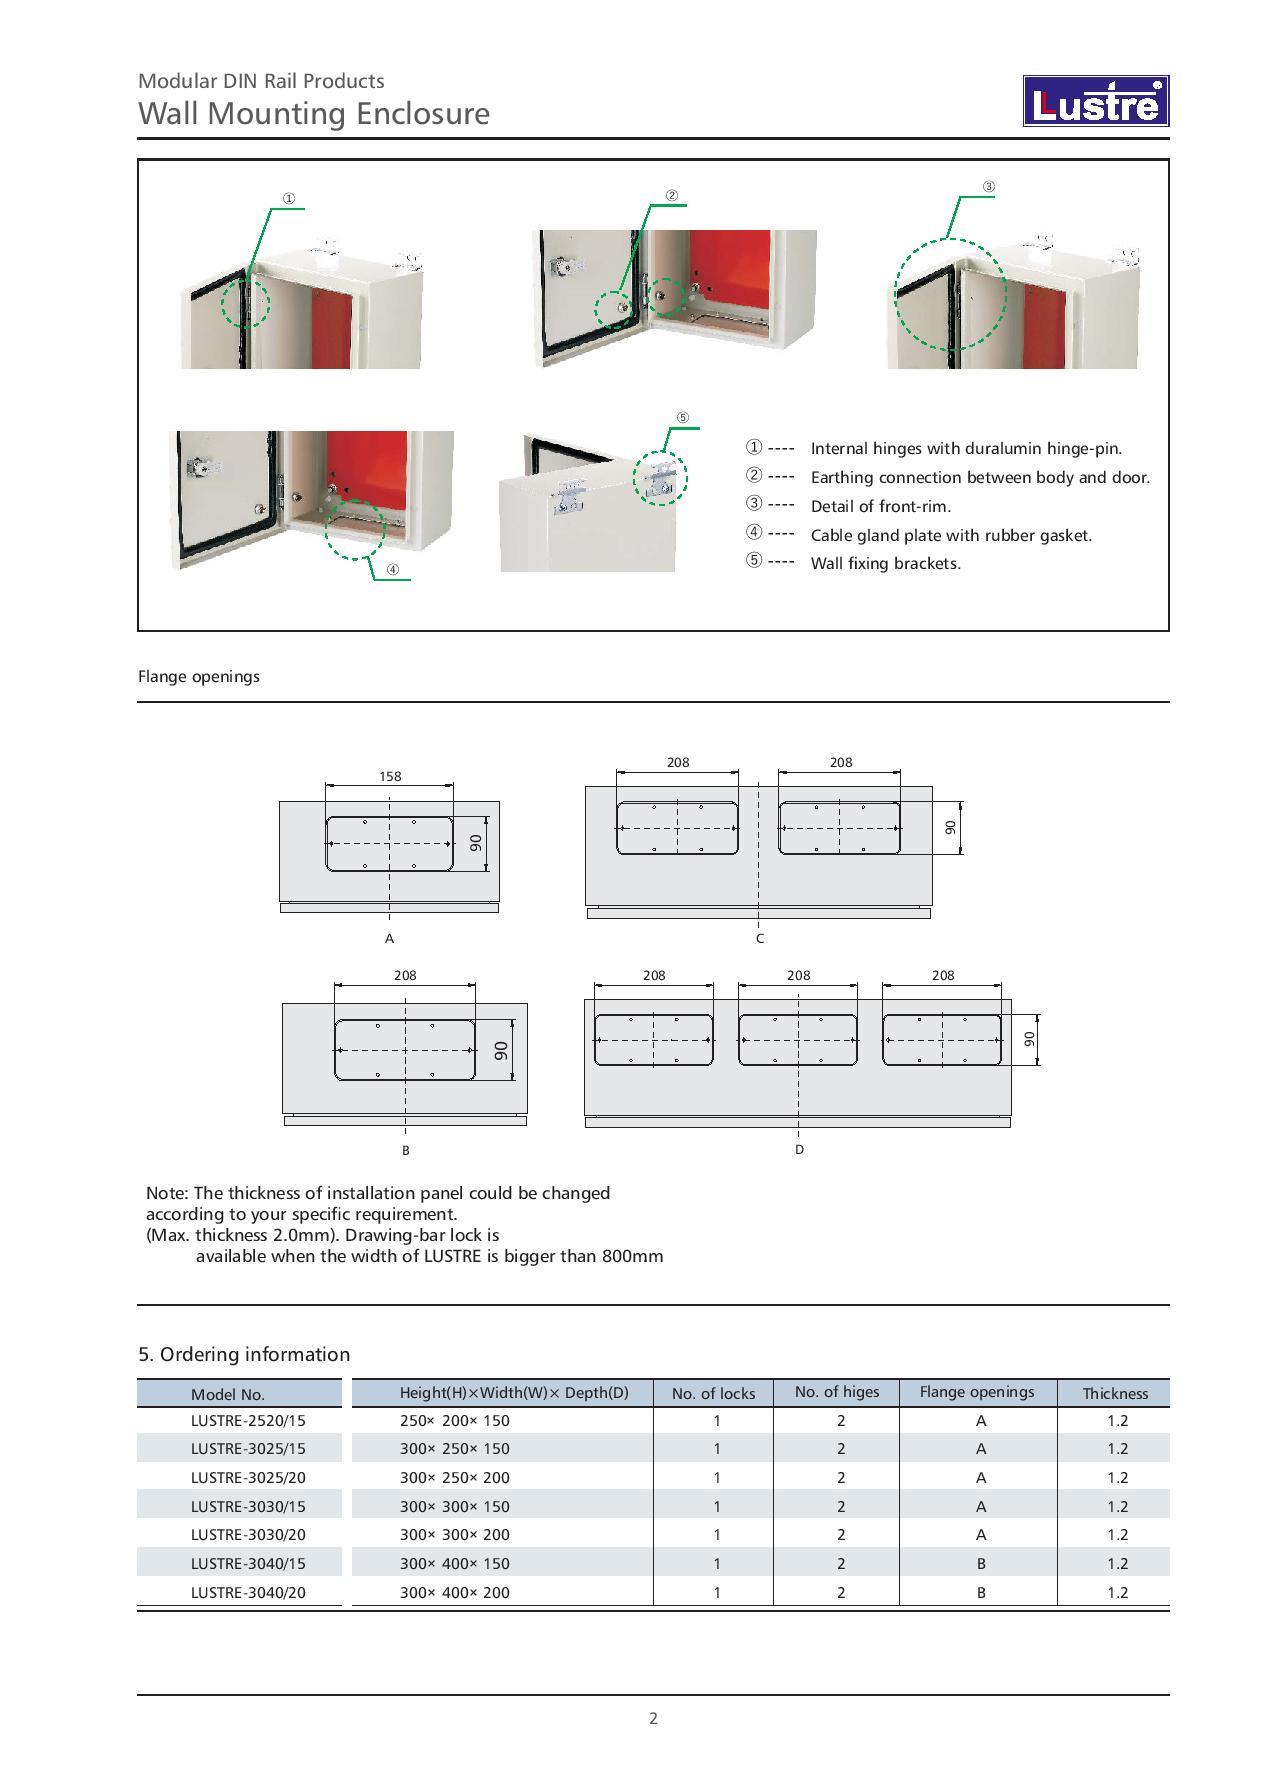 Modular DIN Rail Products
Wall Mounting Enclosure
Lustre®
①
②
③
④
⑤
① ---- Internal hinges with duralumin hinge-pin.
② ---- Earthing connection between body and door.
③ ---- Detail of front-rim.
④ ---- Cable gland plate with rubber gasket.
⑤ ---- Wall fixing brackets.
Flange openings
158
90
A
208 208
90
C
208
90
B
208 208 208
90
D
Note: The thickness of installation panel could be changed
according to your specific requirement.
(Max. thickness 2.0mm). Drawing-bar lock is
available when the width of LUSTRE is bigger than 800mm
5. Ordering information
Model No. Height(H)×Width(W)× Depth(D) No. of locks No. of higes Flange openings Thickness
LUSTRE-2520/15 250× 200× 150 1 2 A 1.2
LUSTRE-3025/15 300× 250× 150 1 2 A 1.2
LUSTRE-3025/20 300× 250× 200 1 2 A 1.2
LUSTRE-3030/15 300× 300× 150 1 2 A 1.2
LUSTRE-3030/20 300× 300× 200 1 2 A 1.2
LUSTRE-3040/15 300× 400× 150 1 2 B 1.2
LUSTRE-3040/20 300× 400× 200 1 2 B 1.2
2